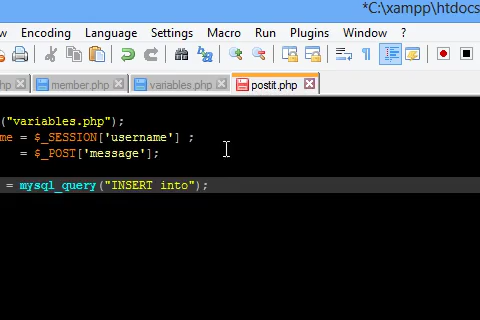 *C:\xampp\htdocs
w Encoding Language Settings Macro Run Plugins Window ?
hp member.php variables.php postit.php
("variables.php");
me = $_SESSION['username'] ;
= $_POST['message'];
= mysql_query("INSERT into");